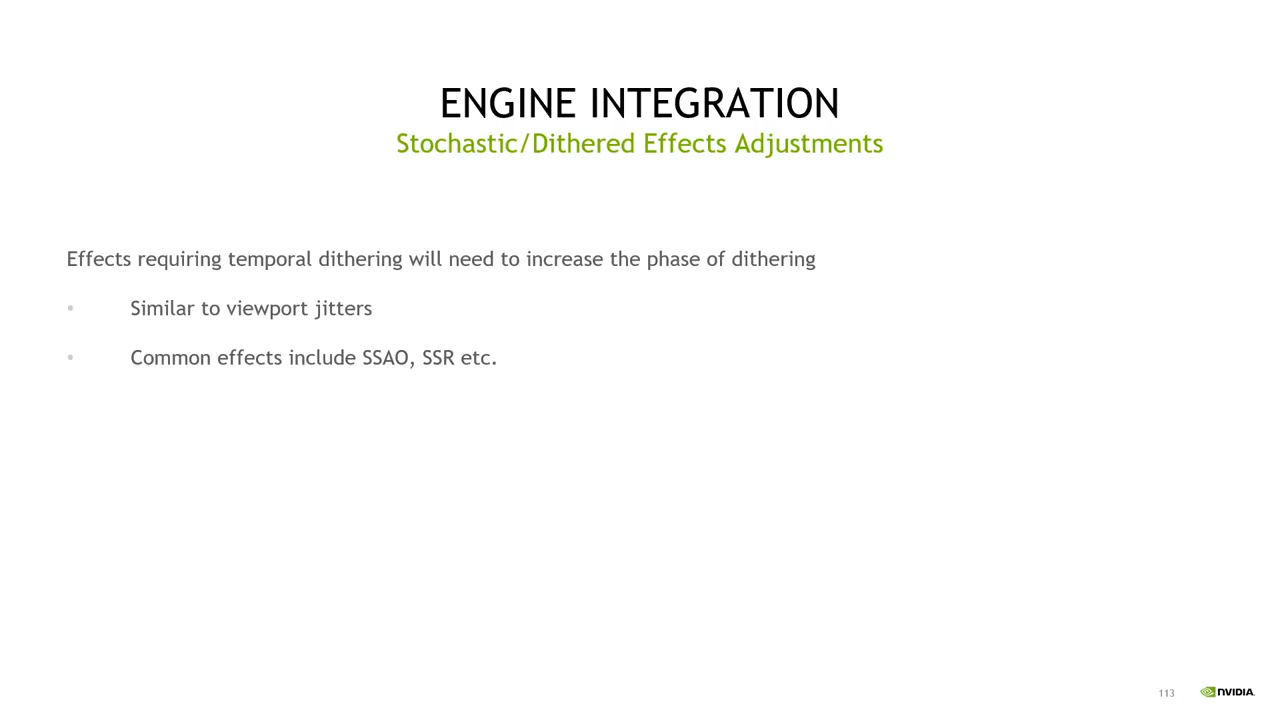 ENGINE INTEGRATION
Stochastic/Dithered Effects Adjustments
Effects requiring temporal dithering will need to increase the phase of dithering
• Similar to viewport jitters
• Common effects include SSAO, SSR etc.
113 NVIDIA.